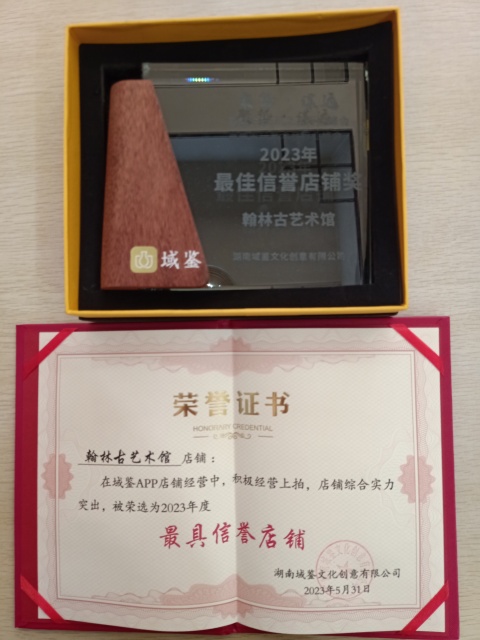 2023年
最佳信誉店铺奖
翰林古艺术馆
湖南域鉴文化创意有限公司
域鉴
荣誉证书
HONORARY CREDENTIAL
翰林古艺术馆 店铺：
在域鉴APP店铺经营中，积极经营上拍，店铺综合实力
突出，被荣选为2023年度
最具信誉店铺
湖南域鉴文化创意有限公司
2023年5月31日